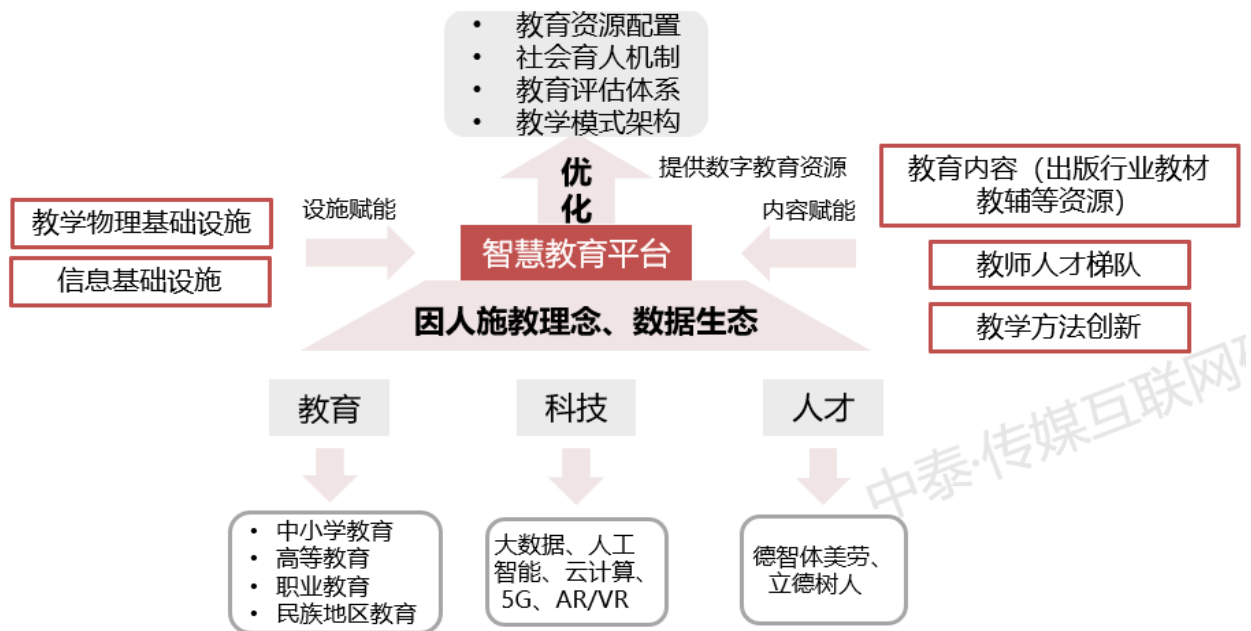 • 教育资源配置
• 社会育人机制
• 教育评估体系
• 教学模式架构
优
化
提供数字教育资源
内容赋能
教育内容（出版行业教材
教辅等资源）
教师人才梯队
教学方法创新
设施赋能
教学物理基础设施
信息基础设施
智慧教育平台
因人施教理念、数据生态
教育
科技
人才
• 中小学教育
• 高等教育
• 职业教育
• 民族地区教育
大数据、人工
智能、云计算、
5G、AR/VR
德智体美劳、
立德树人
中泰·传媒互联网